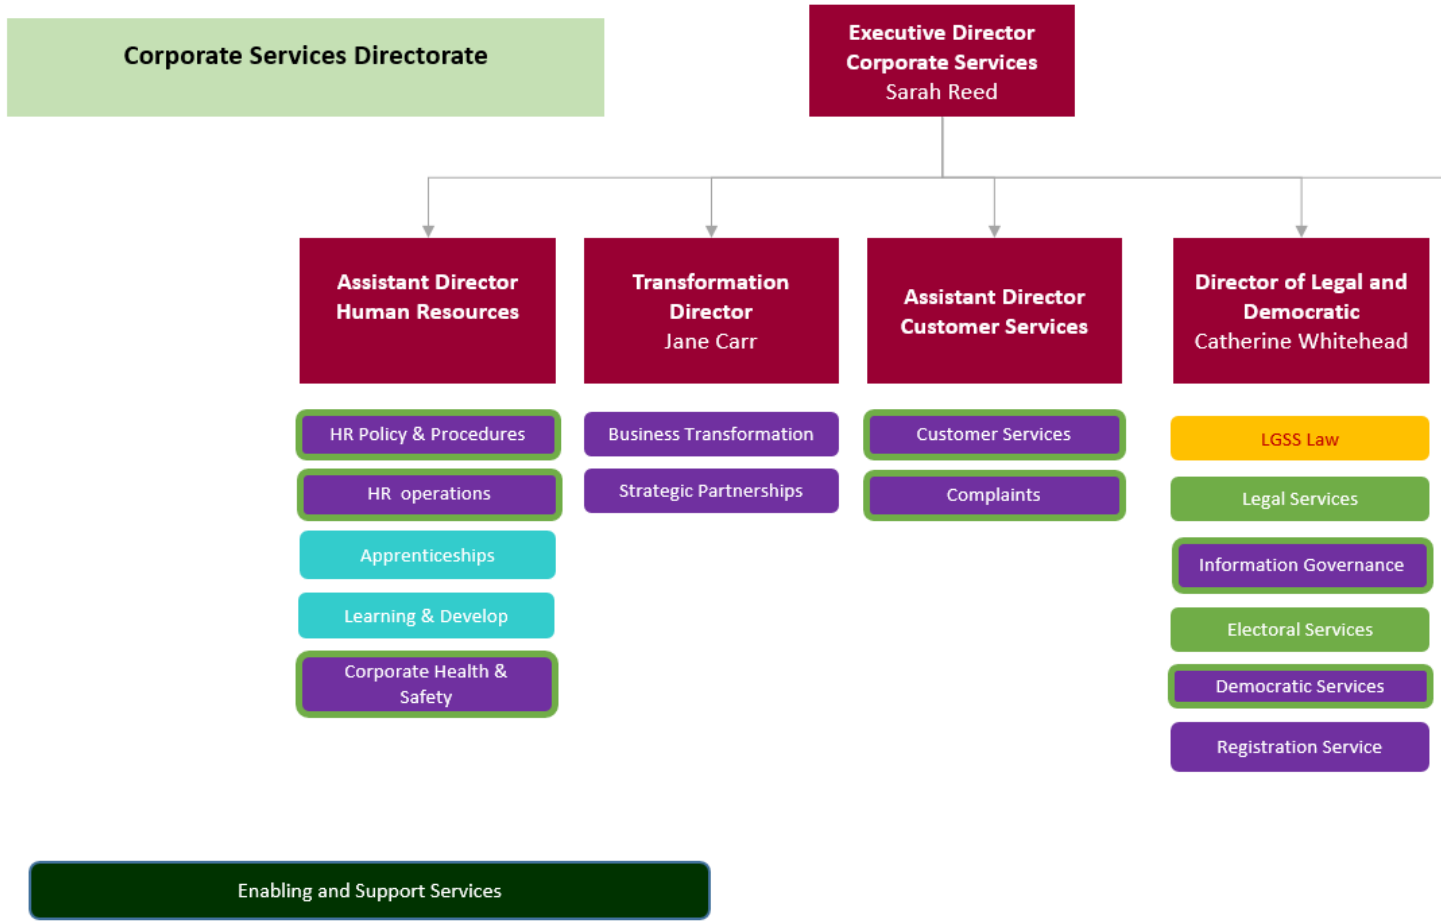 Corporate Services Directorate
Executive Director
Corporate Services
Sarah Reed
Assistant Director
Human Resources
Transformation
Director
Jane Carr
Assistant Director
Customer Services
Director of Legal and
Democratic
Catherine Whitehead
HR Policy & Procedures
HR operations
Apprenticeships
Learning & Develop
Corporate Health &
Safety
Business Transformation
Strategic Partnerships
Customer Services
Complaints
LGSS Law
Legal Services
Information Governance
Electoral Services
Democratic Services
Registration Service
Enabling and Support Services